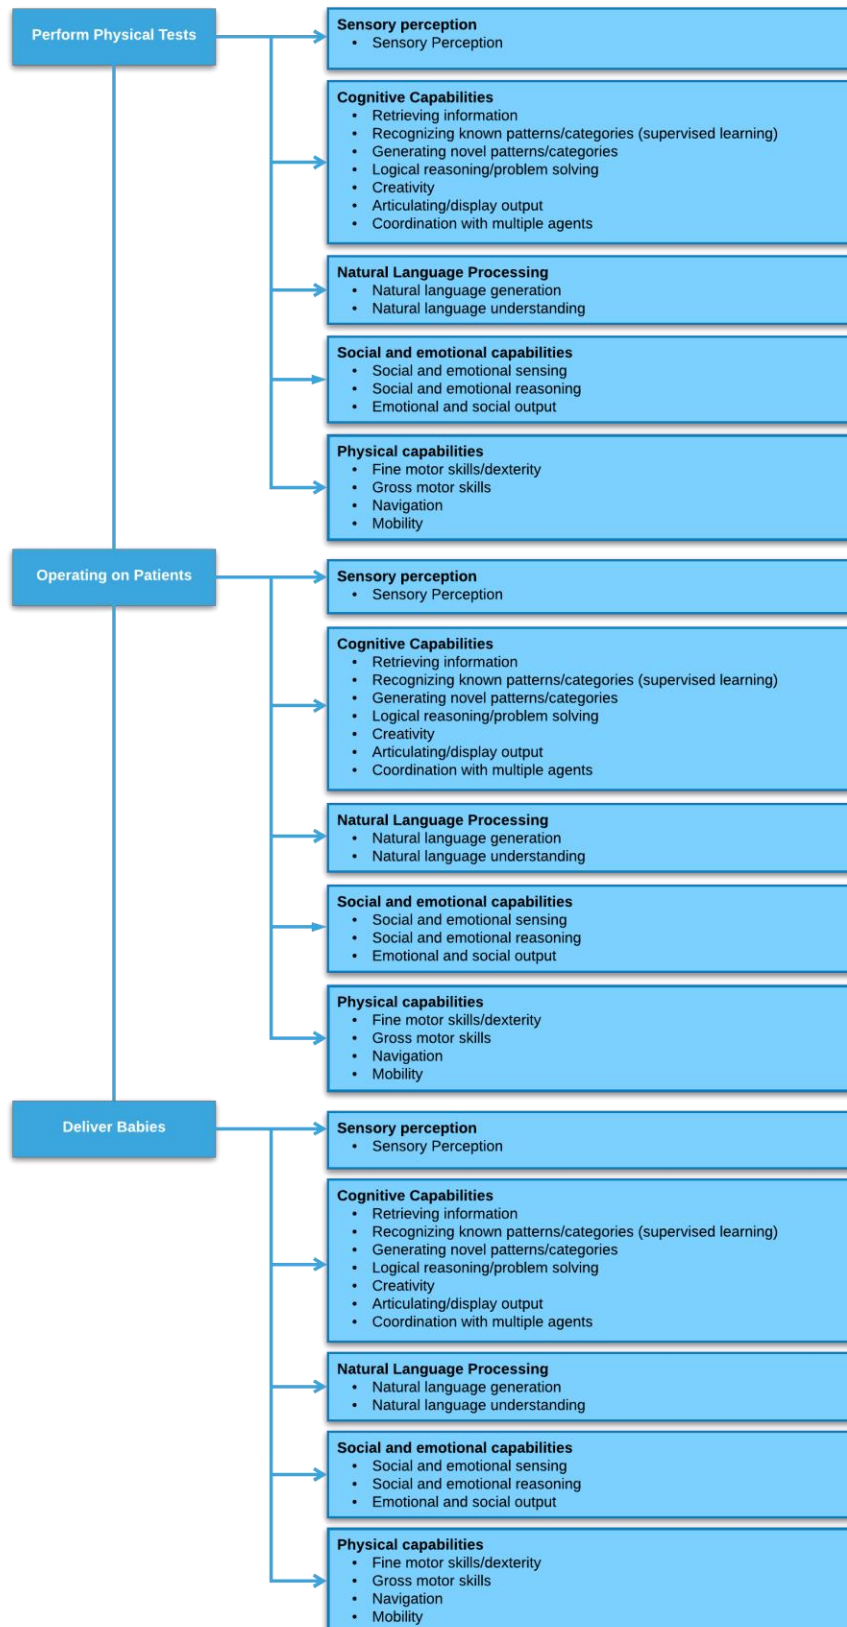 Perform Physical Tests
Sensory perception
• Sensory Perception
Cognitive Capabilities
• Retrieving information
• Recognizing known patterns/categories (supervised learning)
• Generating novel patterns/categories
• Logical reasoning/problem solving
• Creativity
• Articulating/display output
• Coordination with multiple agents
Natural Language Processing
• Natural language generation
• Natural language understanding
Social and emotional capabilities
• Social and emotional sensing
• Social and emotional reasoning
• Emotional and social output
Physical capabilities
• Fine motor skills/dexterity
• Gross motor skills
• Navigation
• Mobility
Operating on Patients
Sensory perception
• Sensory Perception
Cognitive Capabilities
• Retrieving information
• Recognizing known patterns/categories (supervised learning)
• Generating novel patterns/categories
• Logical reasoning/problem solving
• Creativity
• Articulating/display output
• Coordination with multiple agents
Natural Language Processing
• Natural language generation
• Natural language understanding
Social and emotional capabilities
• Social and emotional sensing
• Social and emotional reasoning
• Emotional and social output
Physical capabilities
• Fine motor skills/dexterity
• Gross motor skills
• Navigation
• Mobility
Deliver Babies
Sensory perception
• Sensory Perception
Cognitive Capabilities
• Retrieving information
• Recognizing known patterns/categories (supervised learning)
• Generating novel patterns/categories
• Logical reasoning/problem solving
• Creativity
• Articulating/display output
• Coordination with multiple agents
Natural Language Processing
• Natural language generation
• Natural language understanding
Social and emotional capabilities
• Social and emotional sensing
• Social and emotional reasoning
• Emotional and social output
Physical capabilities
• Fine motor skills/dexterity
• Gross motor skills
• Navigation
• Mobility